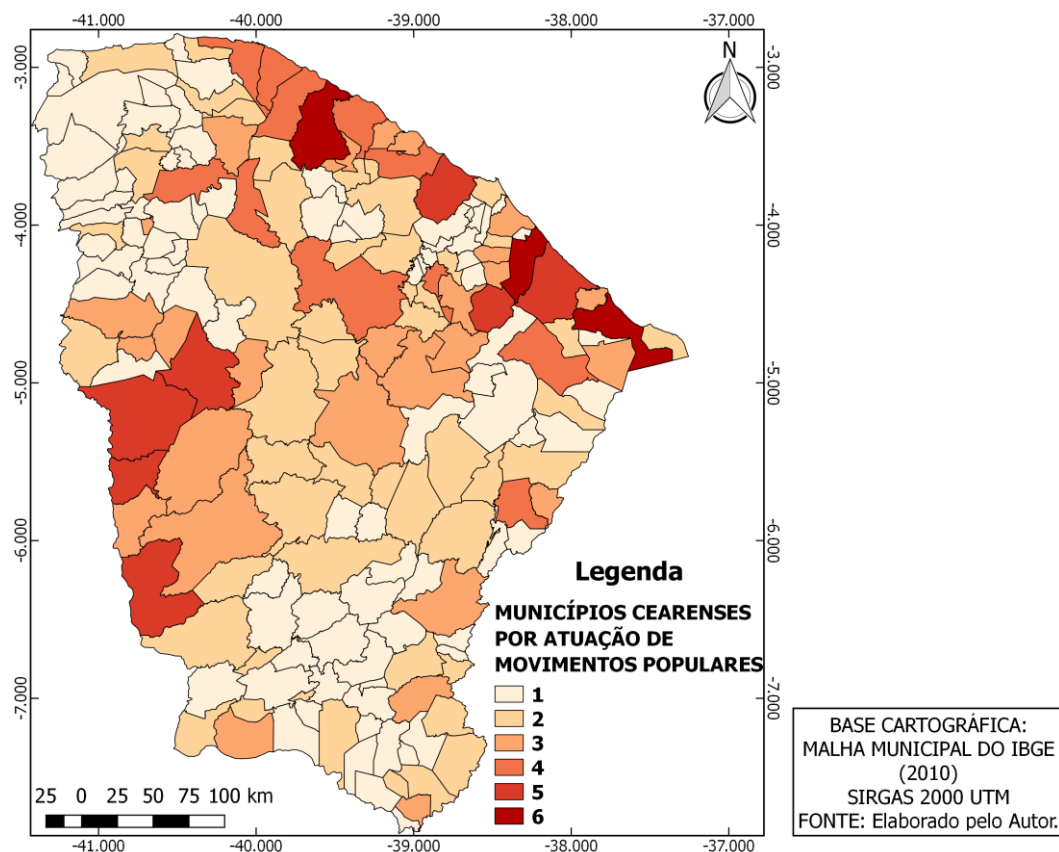 -41.000 -40.000 -39.000 -38.000 -37.000
N
-3.000 -3.000
-4.000 -4.000
-5.000 -5.000
-6.000 -6.000
-7.000 -7.000
Legenda
MUNICÍPIOS CEARENSES
POR ATUAÇÃO DE
MOVIMENTOS POPULARES
1
2
3
4
5
6
25 0 25 50 75 100 km
-41.000 -40.000 -39.000 -38.000 -37.000
BASE CARTOGRÁFICA:
MALHA MUNICIPAL DO IBGE
(2010)
SIRGAS 2000 UTM
FONTE: Elaborado pelo Autor.